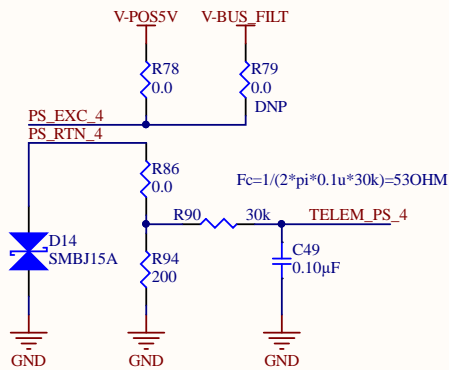 V-POS5V V-BUS_FILT
R78
0.0
R79
0.0
DNP
PS_EXC_4
PS_RTN_4
R86
0.0
Fc=1/(2*pi*0.1u*30k)=53OHM
R90 30k TELEM_PS_4
D14
SMBJ15A
R94
200
C49
0.10µF
GND GND GND